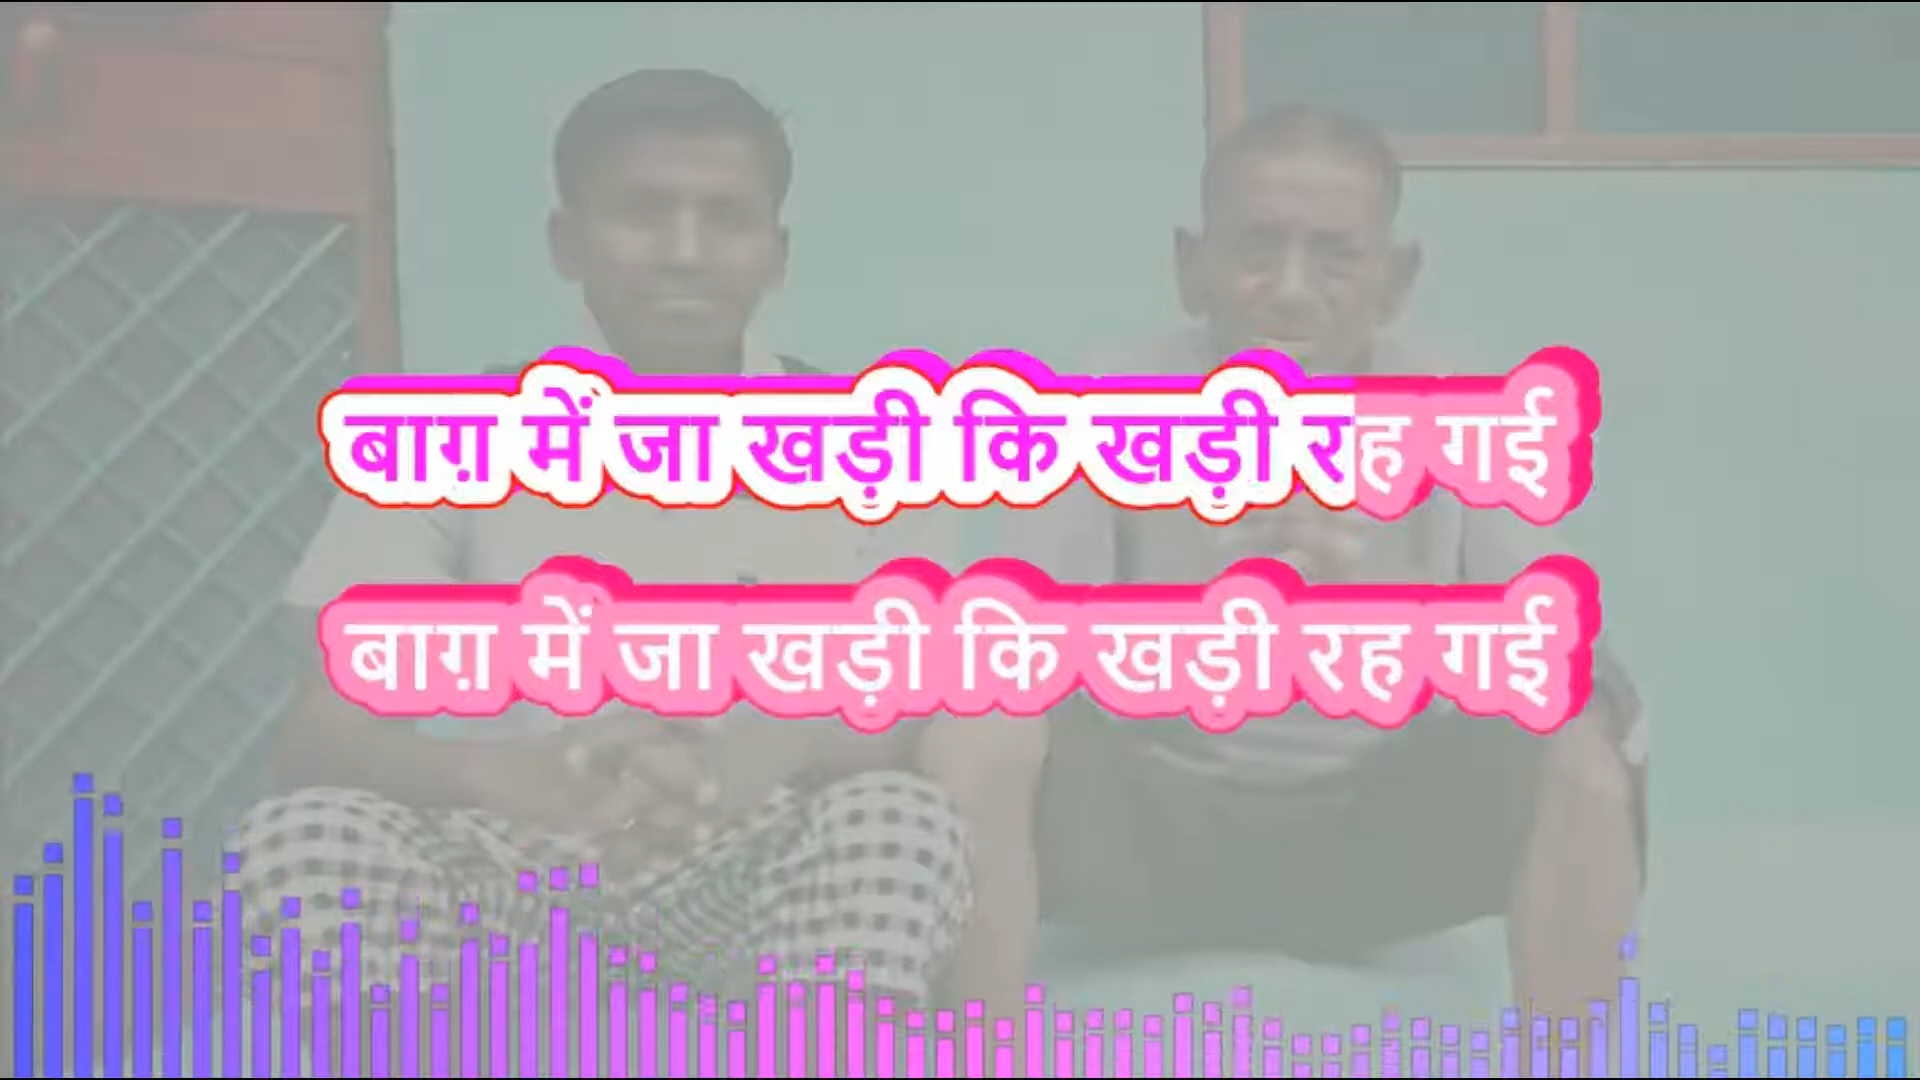 बाग़ में जा खड़ी कि खड़ी रह गई
बाग़ में जा खड़ी कि खड़ी रह गई